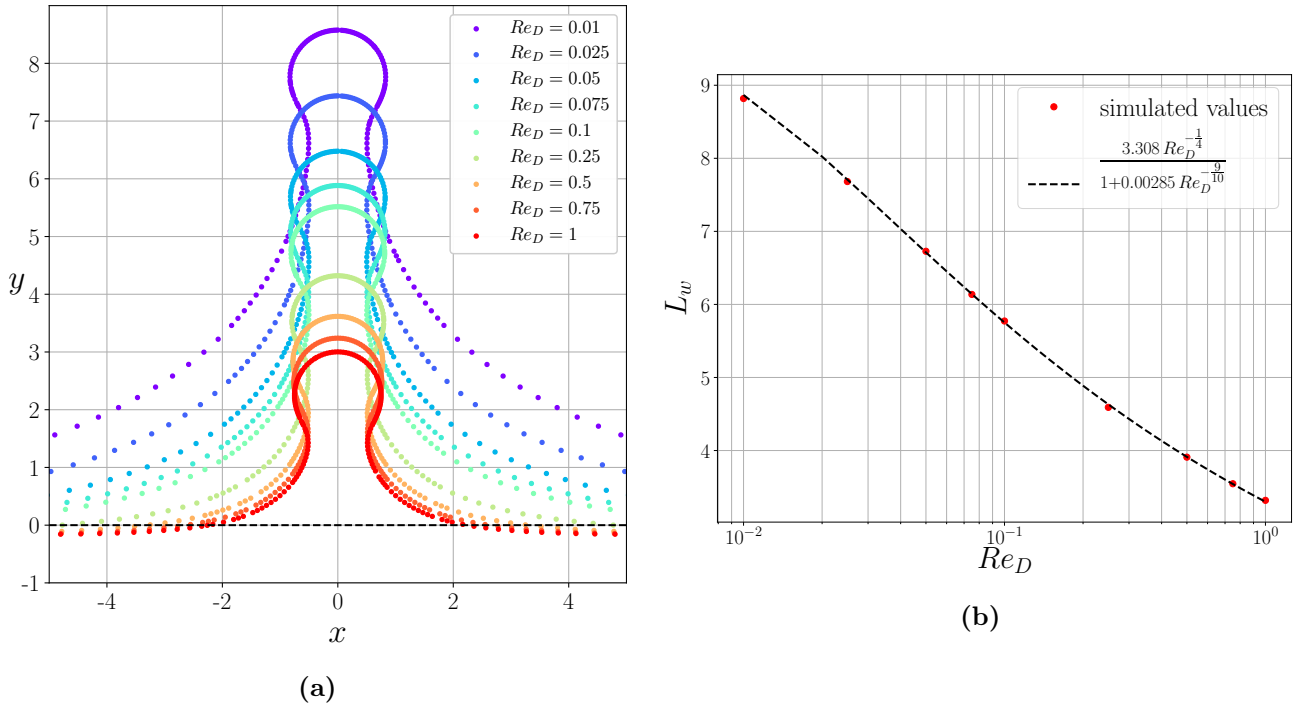 8
7
6
5
4
3
2
1
0
-1
y
-4
-2
0
2
4
x
Re_D = 0.01
Re_D = 0.025
Re_D = 0.05
Re_D = 0.075
Re_D = 0.1
Re_D = 0.25
Re_D = 0.5
Re_D = 0.75
Re_D = 1
(a)
9
8
7
6
5
4
L_w
10^{-2}
10^{-1}
10^{0}
Re_D
simulated values
3.308 Re_D^{-\frac{1}{4}}
1+0.00285 Re_D^{-\frac{9}{10}}
(b)